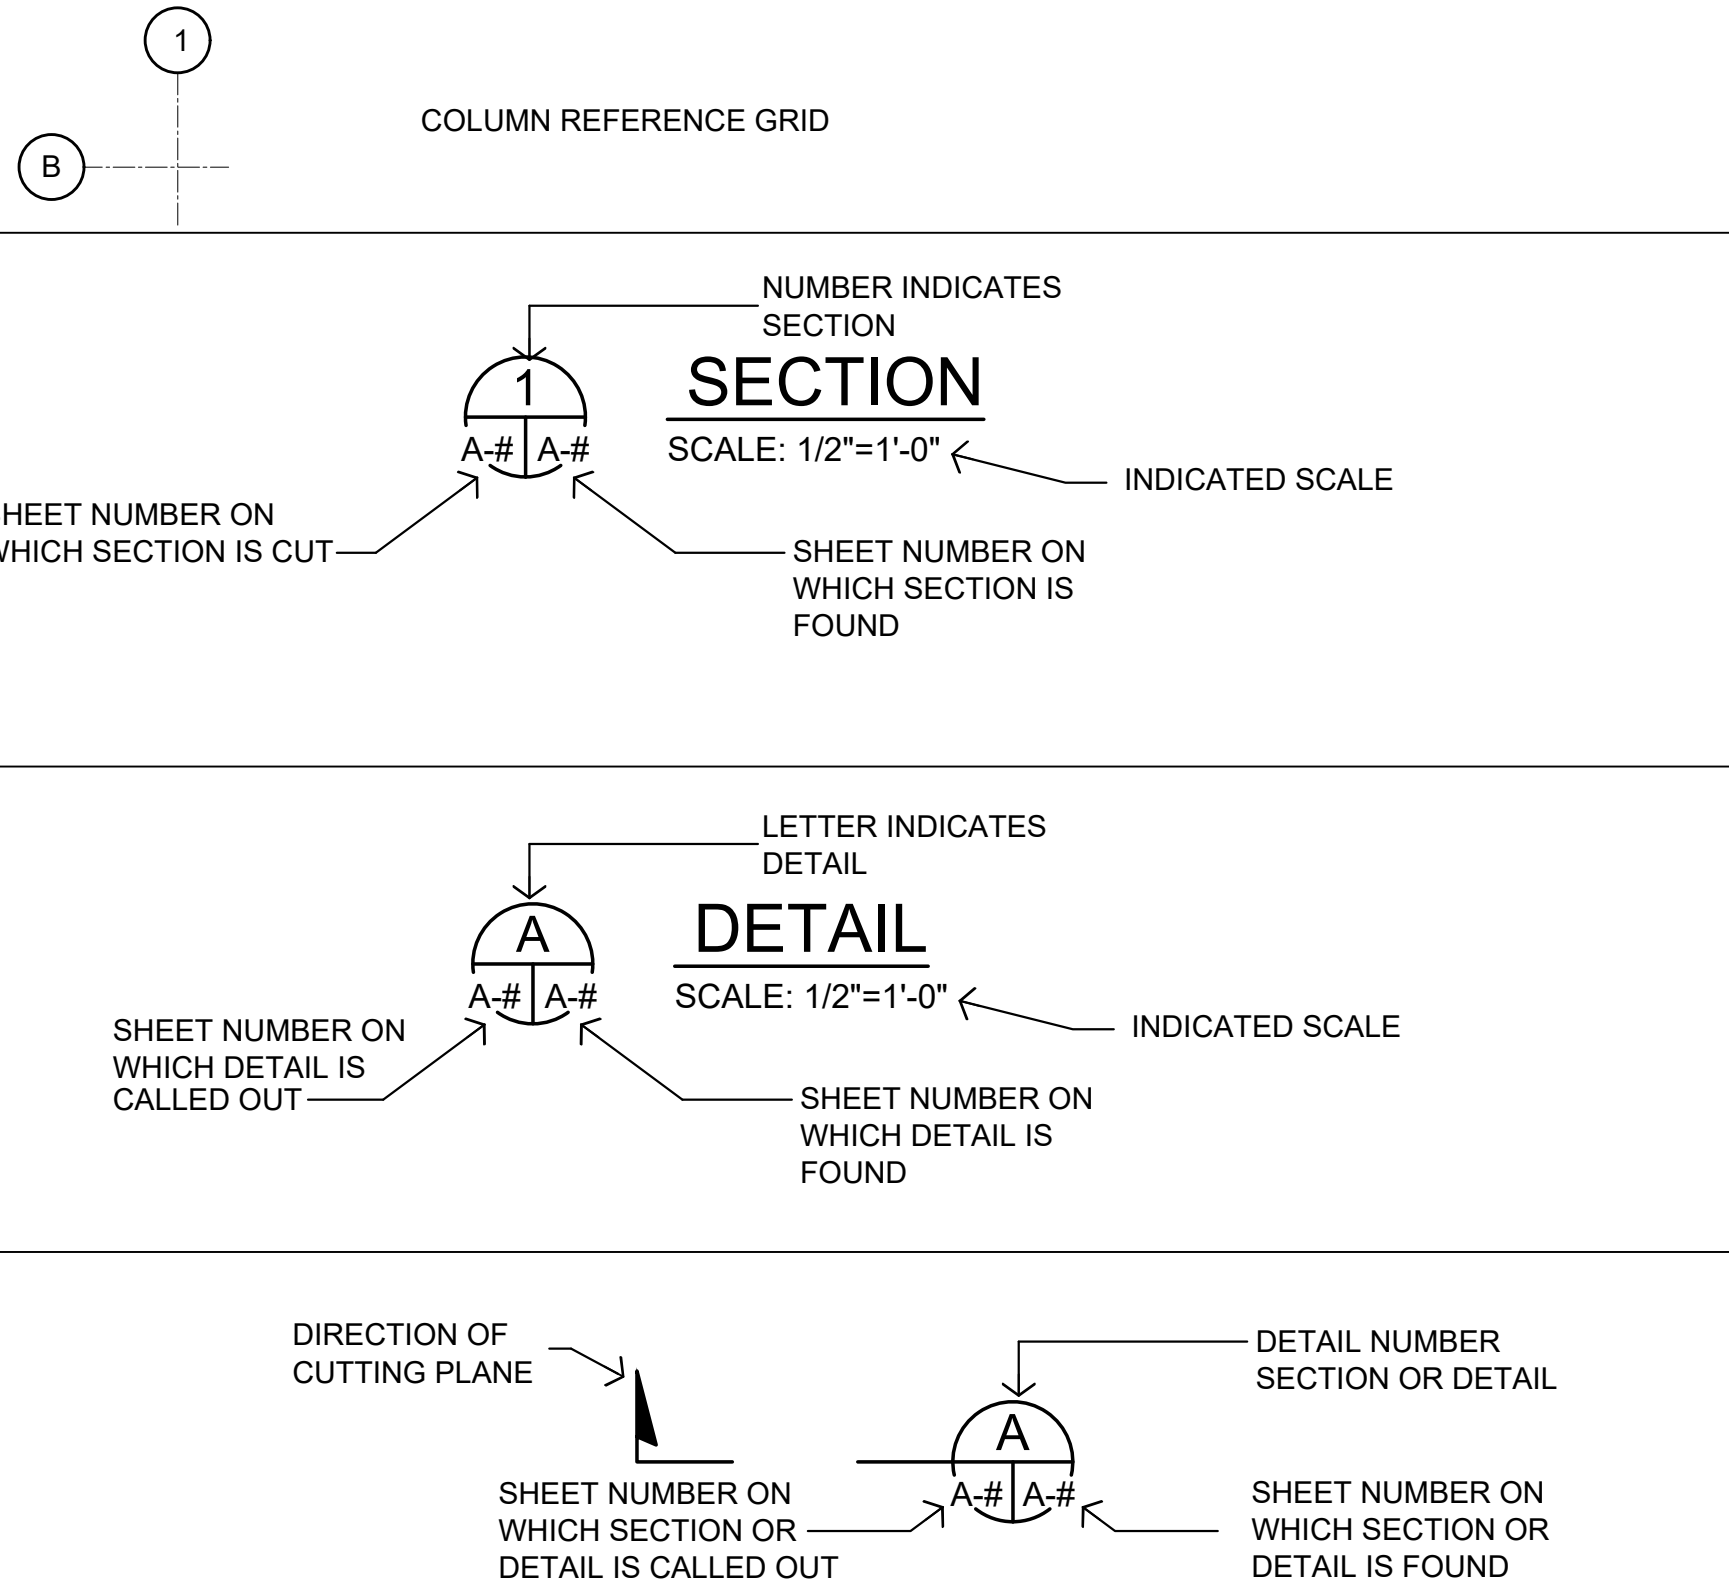 1
COLUMN REFERENCE GRID
B
NUMBER INDICATES
SECTION
1
SECTION
A-# A-#
SCALE: 1/2"=1'-0"
INDICATED SCALE
HEET NUMBER ON
WHICH SECTION IS CUT
SHEET NUMBER ON
WHICH SECTION IS
FOUND
LETTER INDICATES
DETAIL
A
DETAIL
A-# A-#
SCALE: 1/2"=1'-0"
INDICATED SCALE
SHEET NUMBER ON
WHICH DETAIL IS
CALLED OUT
SHEET NUMBER ON
WHICH DETAIL IS
FOUND
DIRECTION OF
CUTTING PLANE
DETAIL NUMBER
SECTION OR DETAIL
A
A-# A-#
SHEET NUMBER ON
WHICH SECTION OR
DETAIL IS CALLED OUT
SHEET NUMBER ON
WHICH SECTION OR
DETAIL IS FOUND